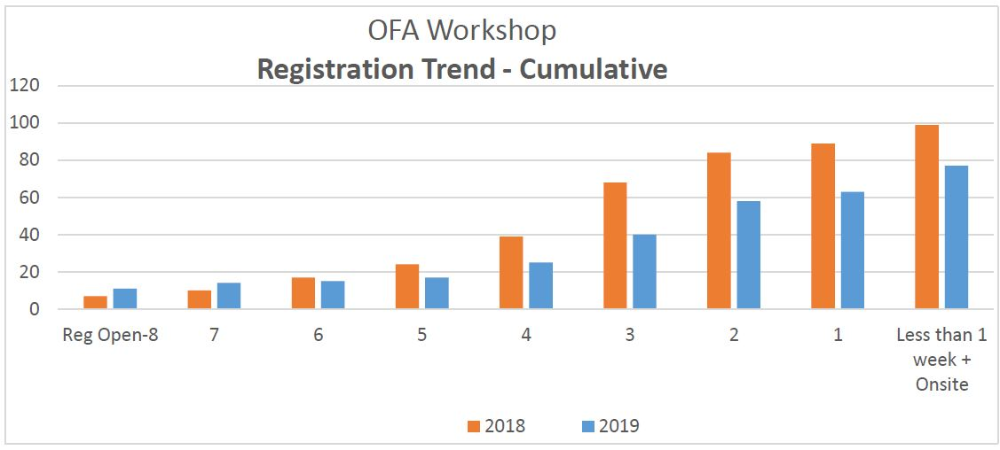 OFA Workshop
Registration Trend - Cumulative
120
100
80
60
40
20
0
Reg Open-8 7 6 5 4 3 2 1 Less than 1
week +
Onsite
2018 2019